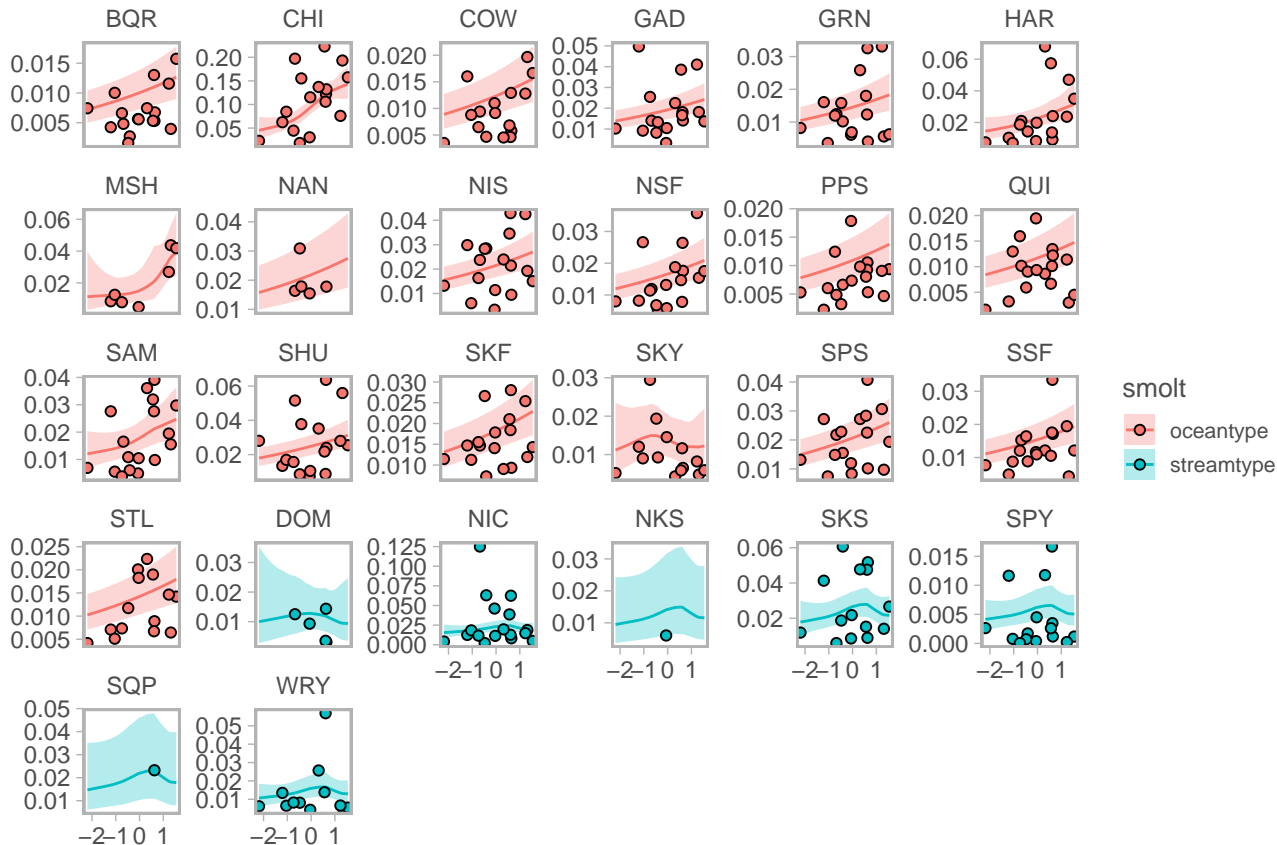 BQR CHI COW GAD GRN HAR
0.015 0.010 0.005
0.20 0.15 0.10 0.05
0.020 0.015 0.010 0.005
0.05 0.04 0.03 0.02 0.01
0.03 0.02 0.01
0.06 0.04 0.02
MSH NAN NIS NSF PPS QUI
0.06 0.04 0.02 0.00
0.04 0.03 0.02 0.01
0.04 0.03 0.02 0.01
0.03 0.02 0.01
0.020 0.015 0.010 0.005
0.020 0.015 0.010 0.005
SAM SHU SKF SKY SPS SSF
0.04 0.03 0.02 0.01
0.06 0.04 0.02
0.030 0.025 0.020 0.015 0.010
0.03 0.02 0.01
0.04 0.03 0.02 0.01
0.03 0.02 0.01
smolt
oceantype
streamtype
STL DOM NIC NKS SKS SPY
0.025 0.020 0.015 0.010 0.005
0.03 0.02 0.01
0.125 0.100 0.075 0.050 0.025 0.000
0.03 0.02 0.01
0.06 0.04 0.02
0.015 0.010 0.005 0.000
−2 −1 0 1
−2 −1 0 1
−2 −1 0 1
−2 −1 0 1
SQP WRY
0.05 0.04 0.03 0.02 0.01
0.05 0.04 0.03 0.02 0.01
−2 −1 0 1
−2 −1 0 1